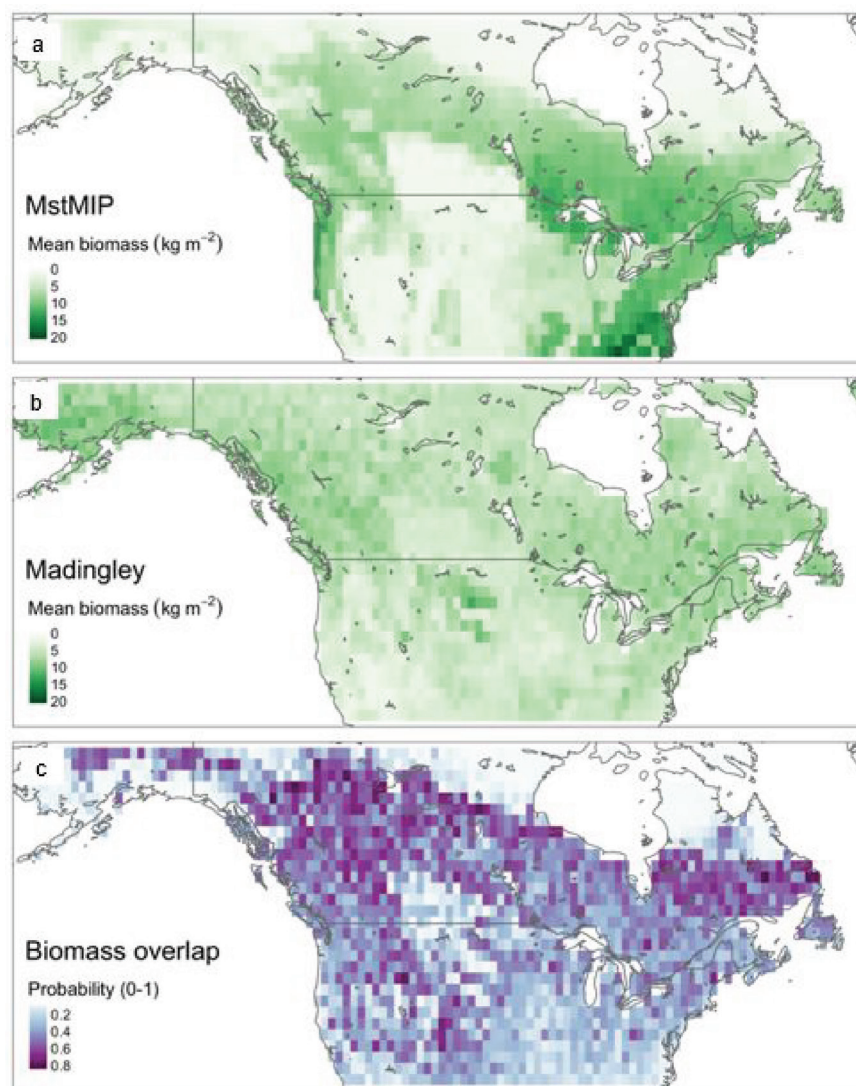 a
MstMIP
Mean biomass (kg m⁻²)
0
5
10
15
20
b
Madingley
Mean biomass (kg m⁻²)
0
5
10
15
20
c
Biomass overlap
Probability (0-1)
0.2
0.4
0.6
0.8